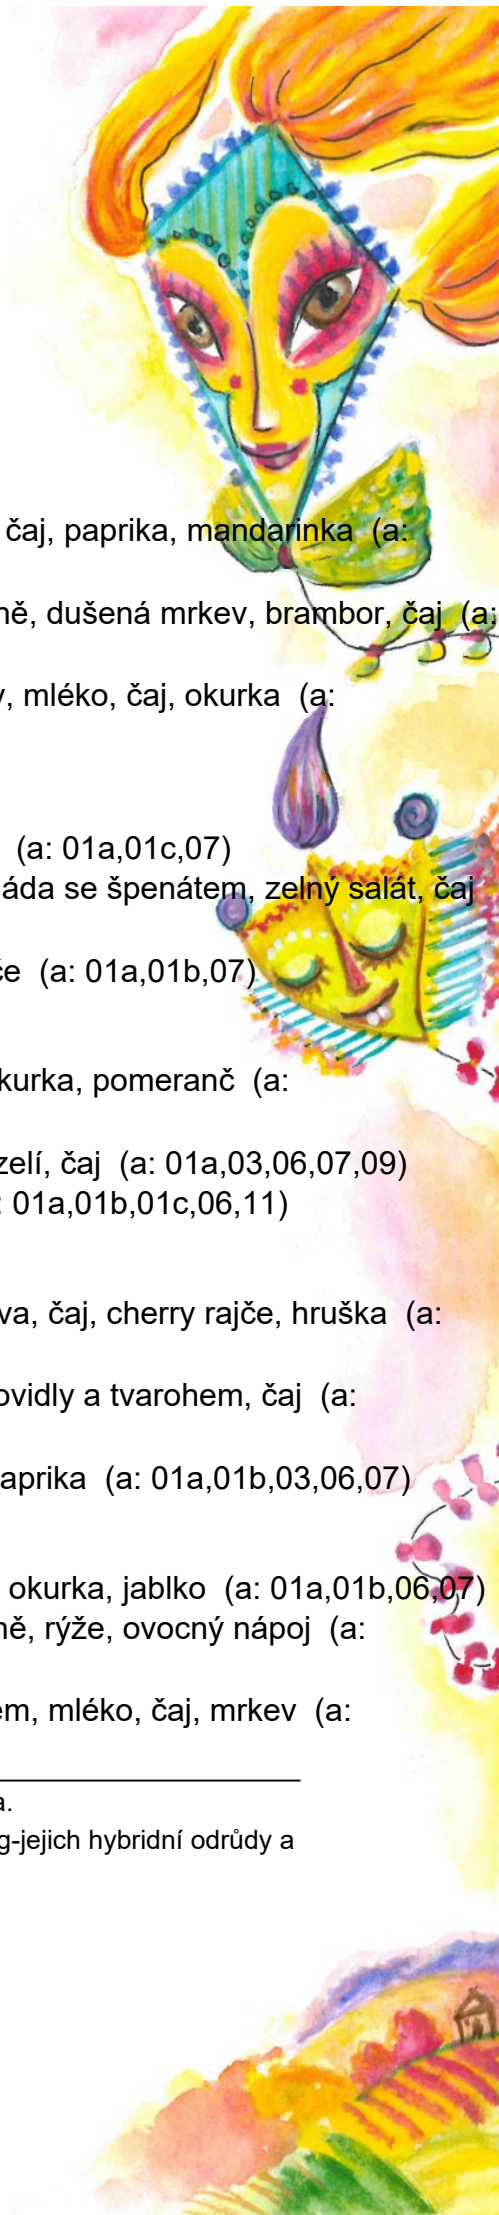 čaj, paprika, mandarinka (a:
ně, dušená mrkev, brambor, čaj (a:
, mléko, čaj, okurka (a:
(a: 01a,01c,07)
áda se špenátem, zelný salát, čaj
če (a: 01a,01b,07)
kurka, pomeranč (a:
zelí, čaj (a: 01a,03,06,07,09)
: 01a,01b,01c,06,11)
va, čaj, cherry rajče, hruška (a:
ovidly a tvarohem, čaj (a:
aprika (a: 01a,01b,03,06,07)
okurka, jablko (a: 01a,01b,06,07)
ně, rýže, ovocný nápoj (a:
em, mléko, čaj, mrkev (a:
a.
g-jejich hybridní odrůdy a